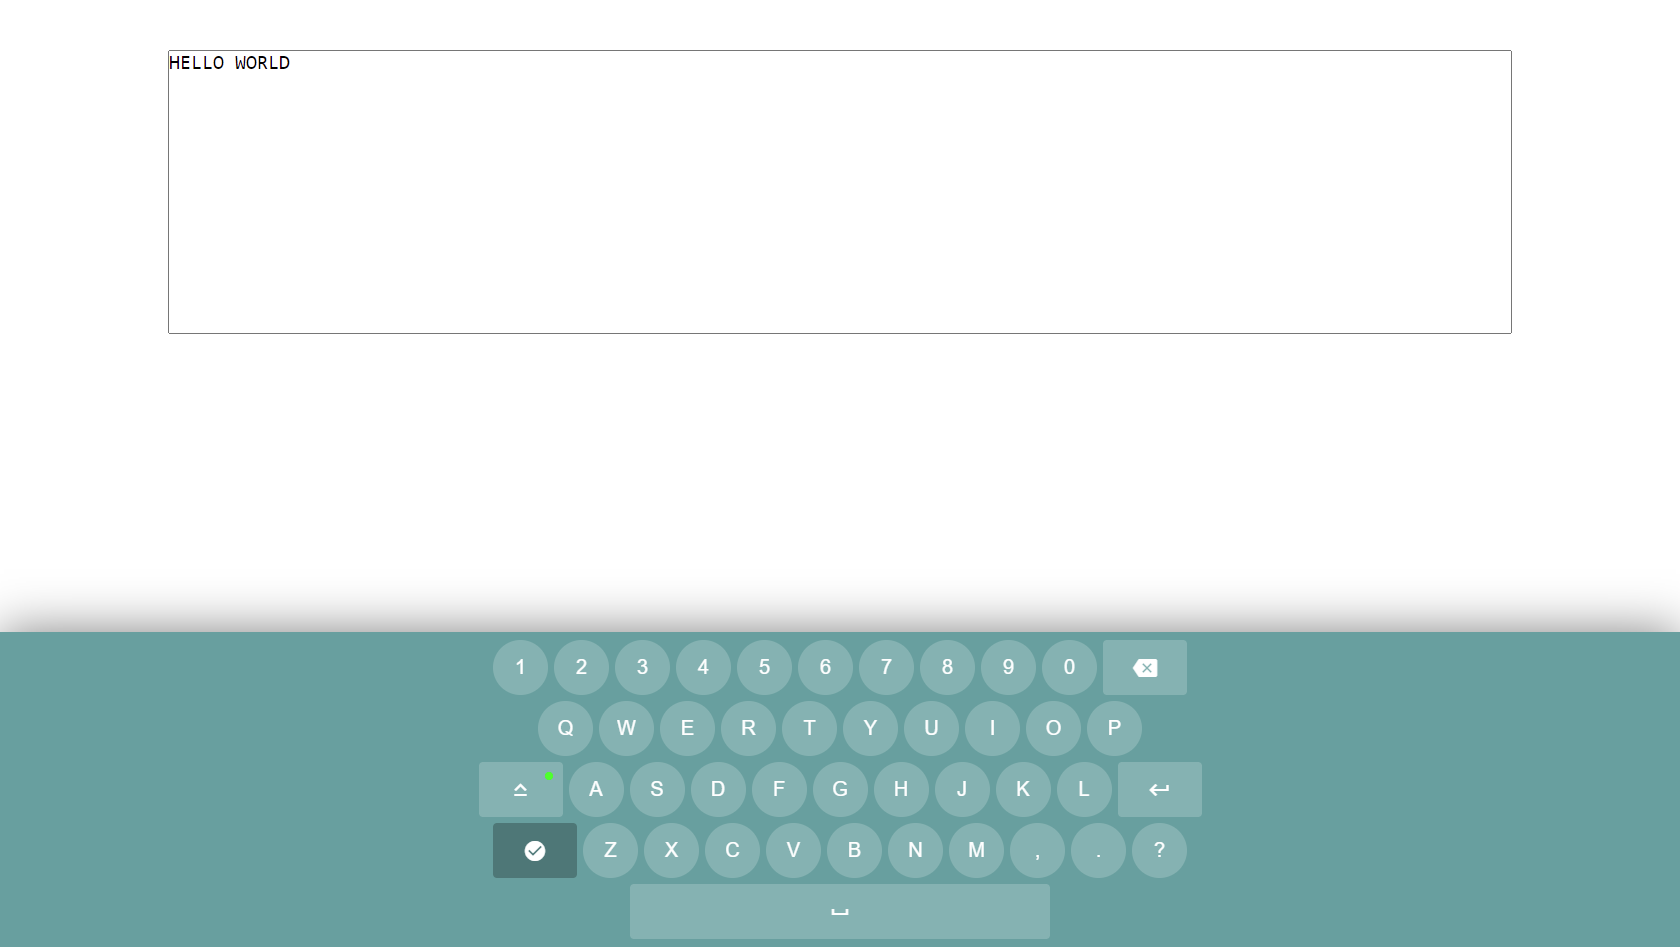 HELLO WORLD
1 2 3 4 5 6 7 8 9 0
Q W E R T Y U I O P
A S D F G H J K L
Z X C V B N M , . ?